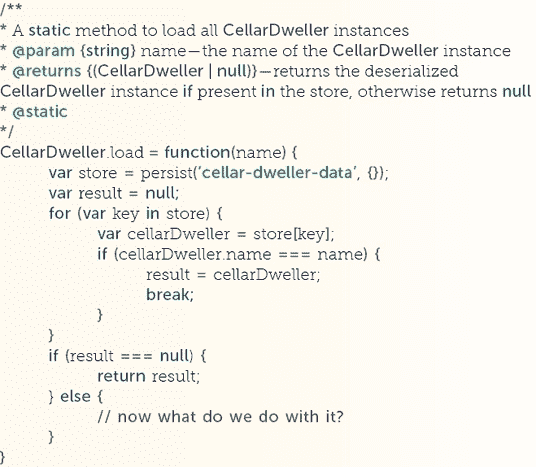 /**
* A static method to load all CellarDweller instances
* @param {string} name—the name of the CellarDweller instance
* @returns {(CellarDweller | null)}—returns the deserialized
CellarDweller instance if present in the store, otherwise returns null
* @static
*/
CellarDweller.load = function(name) {
var store = persist('cellar-dweller-data', {});
var result = null;
for (var key in store) {
var cellarDweller = store[key];
if (cellarDweller.name === name) {
result = cellarDweller;
break;
}
}
if (result === null) {
return result;
} else {
// now what do we do with it?
}
}